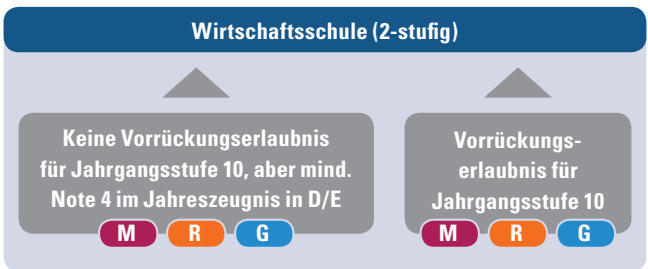 Wirtschaftsschule (2-stufig)
Keine Vorrückungserlaubnis
für Jahrgangsstufe 10, aber mind.
Note 4 im Jahreszeugnis in D/E
M R G
Vorrückungs-
erlaubnis für
Jahrgangsstufe 10
M R G